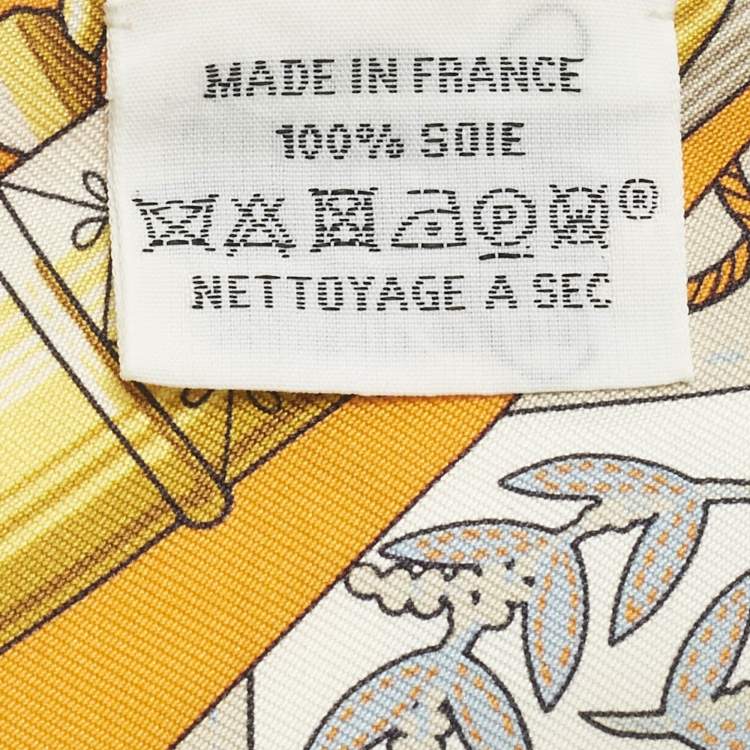 MADE IN FRANCE
100% SOIE
P W ®
NETTOYAGE A SEC